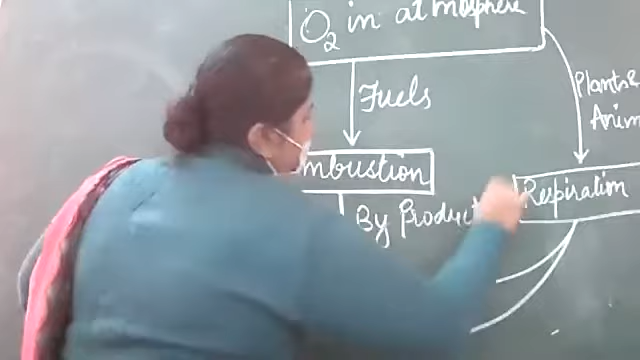 O2 in atmosphere
Fuels
Plants &
Anim
mbustion
Respiration
By Product